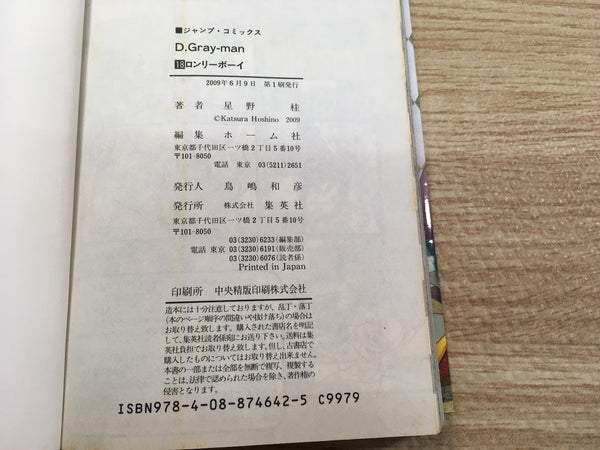 ■ジャンプ・コミックス
D.Gray-man
18ロンリーボーイ
2009年6月9日 第1刷発行
著者 星野桂
©Katsura Hoshino 2009
編集 ホーム社
東京都千代田区一ツ橋2丁目5番10号
〒101-8050
電話 東京 03(5211)2651
発行人 鳥嶋和彦
発行所 株式会社 集英社
東京都千代田区一ツ橋2丁目5番10号
〒101-8050
03(3230)6233(編集部)
電話 東京 03(3230)6191(販売部)
03(3230)6076(読者係)
Printed in Japan
印刷所 中央精版印刷株式会社
造本には十分注意しておりますが、乱丁・落丁
(本のページ順序の間違いや抜け落ち)の場合は
お取り替え致します。購入された書店名を明記
して、集英社読者係宛にお送り下さい。送料は集
英社負担でお取り替え致します。但し、古書店で
購入したものについてはお取り替え出来ません。
本書の一部または全部を無断で複写、複製する
ことは、法律で認められた場合を除き、著作権の
侵害となります。
ISBN978-4-08-874642-5 C9979